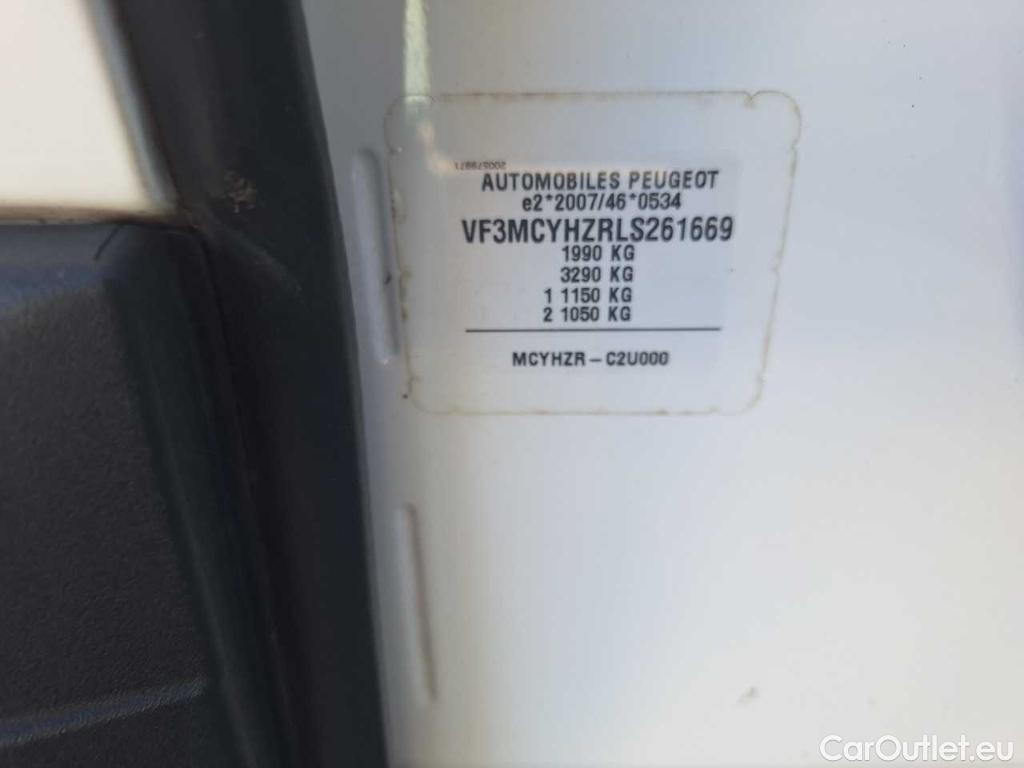 200579871
AUTOMOBILES PEUGEOT
e2*2007/46*0534
VF3MCYHZRLS261669
1990 KG
3290 KG
1 1150 KG
2 1050 KG
MCYHZR – C2U000
CarOutlet.eu